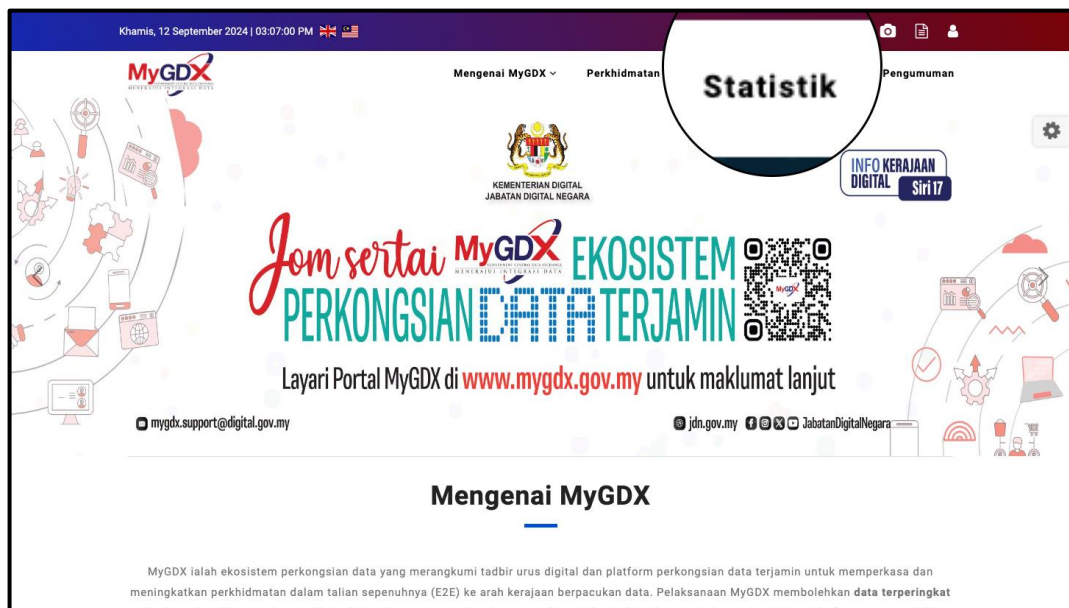 Khamis, 12 September 2024 | 03:07:00 PM
MyGDX
MENERAJUI INTEGRASI DATA
Mengenai MyGDX
Perkhidmatan
Statistik
Pengumuman
KEMENTERIAN DIGITAL
JABATAN DIGITAL NEGARA
INFO KERAJAAN
DIGITAL Siri 17
Jom sertai MyGDX EKOSISTEM
MENERAJUI INTEGRASI DATA
PERKONGSIAN DATA TERJAMIN
MyGDX
Layari Portal MyGDX di www.mygdx.gov.my untuk maklumat lanjut
mygdx.support@digital.gov.my
jdn.gov.my JabatanDigitalNegara
Mengenai MyGDX
MyGDX ialah ekosistem perkongsian data yang merangkumi tadbir urus digital dan platform perkongsian data terjamin untuk memperkasa dan
meningkatkan perkhidmatan dalam talian sepenuhnya (E2E) ke arah kerajaan berpacukan data. Pelaksanaan MyGDX membolehkan data terperingkat